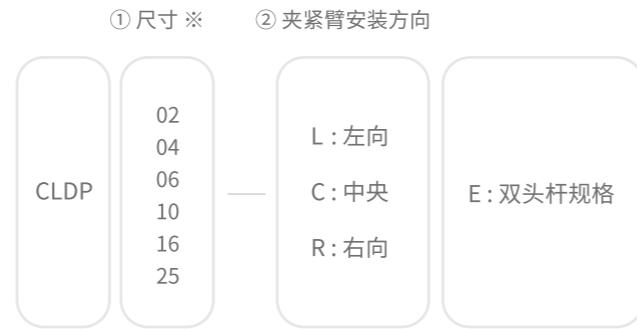 ① 尺寸 ※
② 夹紧臂安装方向
CLDP
02
04
06
10
16
25
L : 左向
C : 中央
R : 右向
E : 双头杆规格